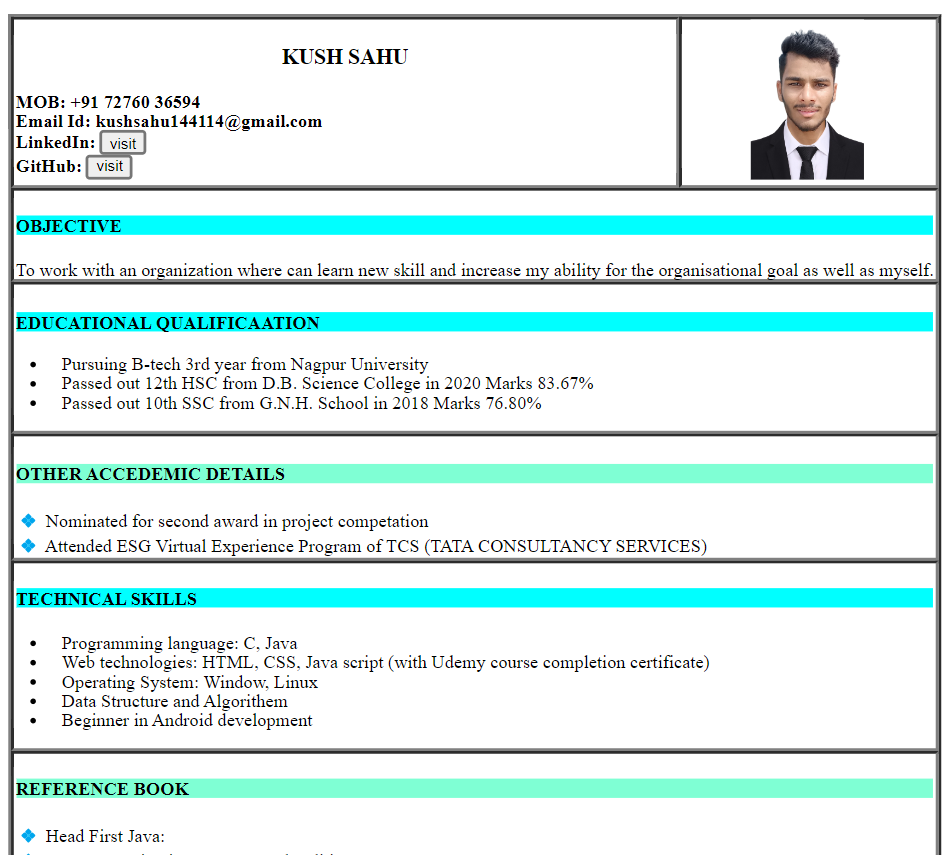 KUSH SAHU
MOB: +91 72760 36594
Email Id: kushsahu144114@gmail.com
LinkedIn: visit
GitHub: visit
OBJECTIVE
To work with an organization where can learn new skill and increase my ability for the organisational goal as well as myself.
EDUCATIONAL QUALIFICAATION
• Pursuing B-tech 3rd year from Nagpur University
• Passed out 12th HSC from D.B. Science College in 2020 Marks 83.67%
• Passed out 10th SSC from G.N.H. School in 2018 Marks 76.80%
OTHER ACCEDEMIC DETAILS
❖ Nominated for second award in project competation
❖ Attended ESG Virtual Experience Program of TCS (TATA CONSULTANCY SERVICES)
TECHNICAL SKILLS
• Programming language: C, Java
• Web technologies: HTML, CSS, Java script (with Udemy course completion certificate)
• Operating System: Window, Linux
• Data Structure and Algorithem
• Beginner in Android development
REFERENCE BOOK
❖ Head First Java: